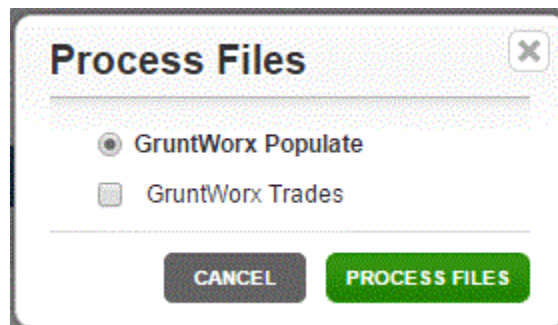 Process Files
GruntWorx Populate
GruntWorx Trades
CANCEL PROCESS FILES